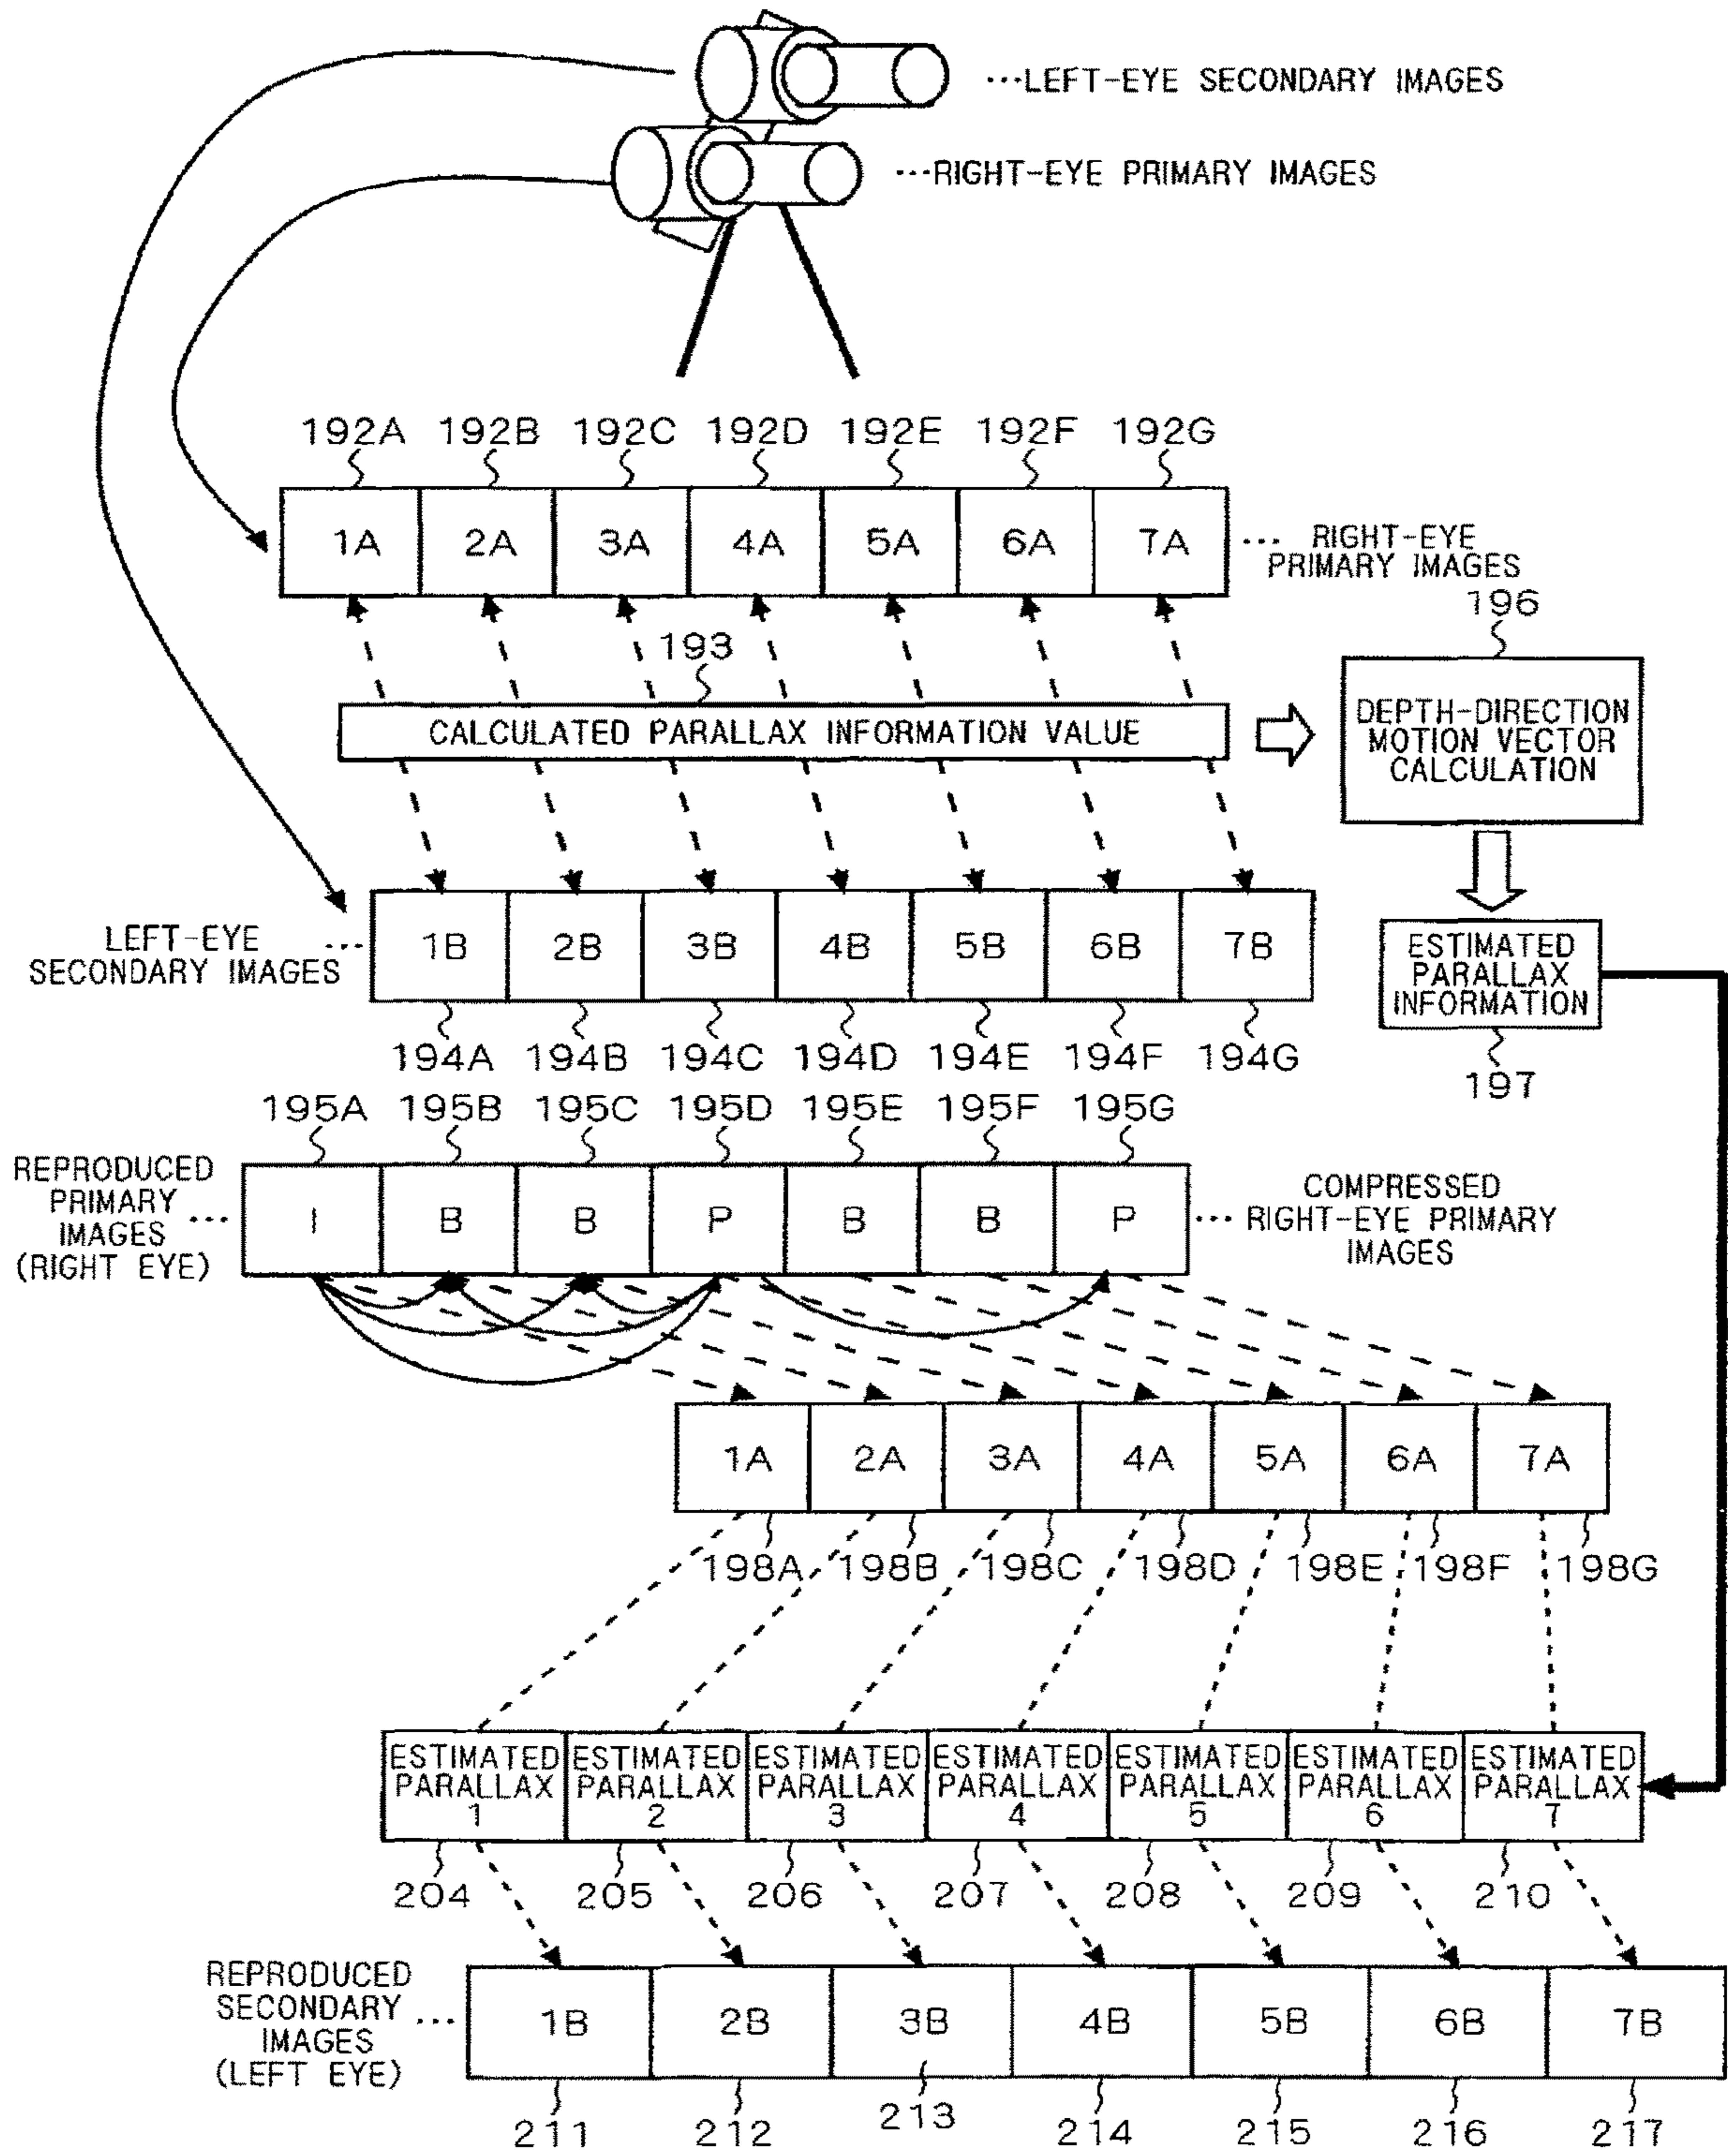 ...LEFT-EYE SECONDARY IMAGES
...RIGHT-EYE PRIMARY IMAGES
192A 192B 192C 192D 192E 192F 192G
1A 2A 3A 4A 5A 6A 7A
... RIGHT-EYE
PRIMARY IMAGES
193
196
CALCULATED PARALLAX INFORMATION VALUE
DEPTH-DIRECTION
MOTION VECTOR
CALCULATION
LEFT-EYE ...
SECONDARY IMAGES
1B 2B 3B 4B 5B 6B 7B
ESTIMATED
PARALLAX
INFORMATION
194A 194B 194C 194D 194E 194F 194G
197
195A 195B 195C 195D 195E 195F 195G
REPRODUCED
PRIMARY
IMAGES ...
(RIGHT EYE)
I B B P B B P
COMPRESSED
... RIGHT-EYE PRIMARY
IMAGES
1A 2A 3A 4A 5A 6A 7A
198A 198B 198C 198D 198E 198F 198G
ESTIMATED
PARALLAX
1
ESTIMATED
PARALLAX
2
ESTIMATED
PARALLAX
3
ESTIMATED
PARALLAX
4
ESTIMATED
PARALLAX
5
ESTIMATED
PARALLAX
6
ESTIMATED
PARALLAX
7
204 205 206 207 208 209 210
REPRODUCED
SECONDARY ...
IMAGES
(LEFT EYE)
1B 2B 3B 4B 5B 6B 7B
211 212 213 214 215 216 217